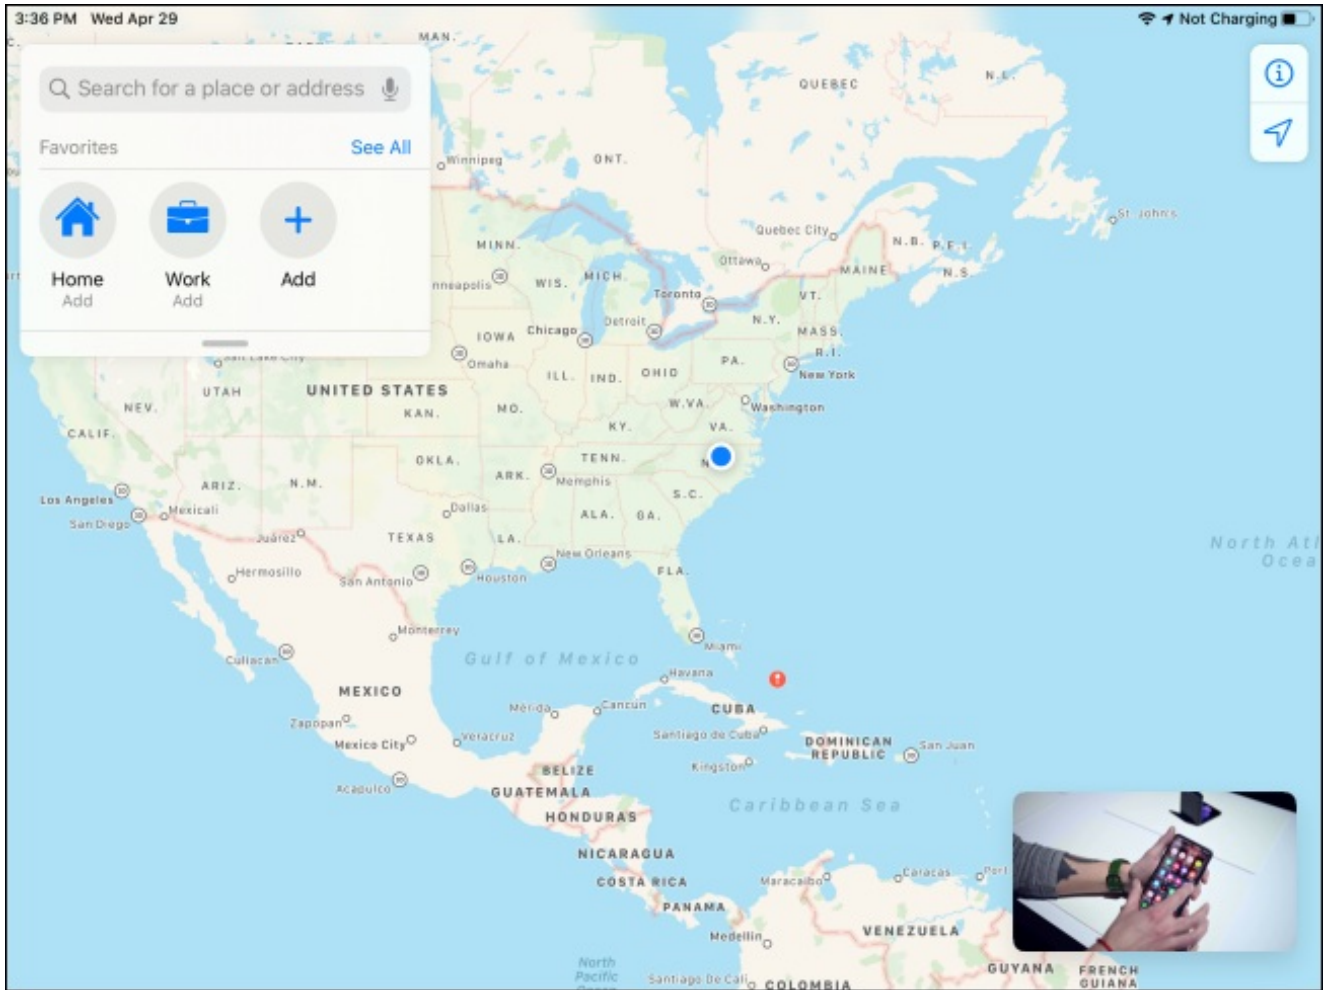 3:36 PM Wed Apr 29
Not Charging
MAN.
Search for a place or address
QUEBEC
N.L.
Favorites
See All
Winnipeg
ONT.
St. John's
Quebec City
MINN.
N.B.
P.E.I.
Ottawa
MAINE
N.S.
Home
Work
Add
Add
Add
nneapolis
WIS.
MICH.
Toronto
VT.
N.Y.
Detroit
Chicago
IOWA
MASS.
R.I.
Salt Lake City
Omaha
PA.
OHIO
ILL.
IND.
New York
UTAH
UNITED STATES
W.VA.
NEV.
KAN.
MO.
Washington
KY.
VA.
CALIF.
OKLA.
TENN.
N
ARK.
Memphis
ARIZ.
N.M.
S.C.
Los Angeles
Mexicali
Dallas
ALA.
GA.
San Diego
Juárez
TEXAS
LA.
New Orleans
North Atl
Ocea
Hermosillo
San Antonio
Houston
FLA.
Monterrey
Miami
Culiacán
Gulf of Mexico
Havana
MEXICO
Mérida
Cancún
CUBA
Zapopan
Mexico City
Veracruz
Santiago de Cuba
DOMINICAN
REPUBLIC
San Juan
Kingston
BELIZE
Acapulco
GUATEMALA
Caribbean Sea
HONDURAS
NICARAGUA
COSTA RICA
Maracaibo
Caracas
Port
PANAMA
Medellín
VENEZUELA
North
Pacific
GUYANA
FRENCH
GUIANA
Santiago De Cali
COLOMBIA